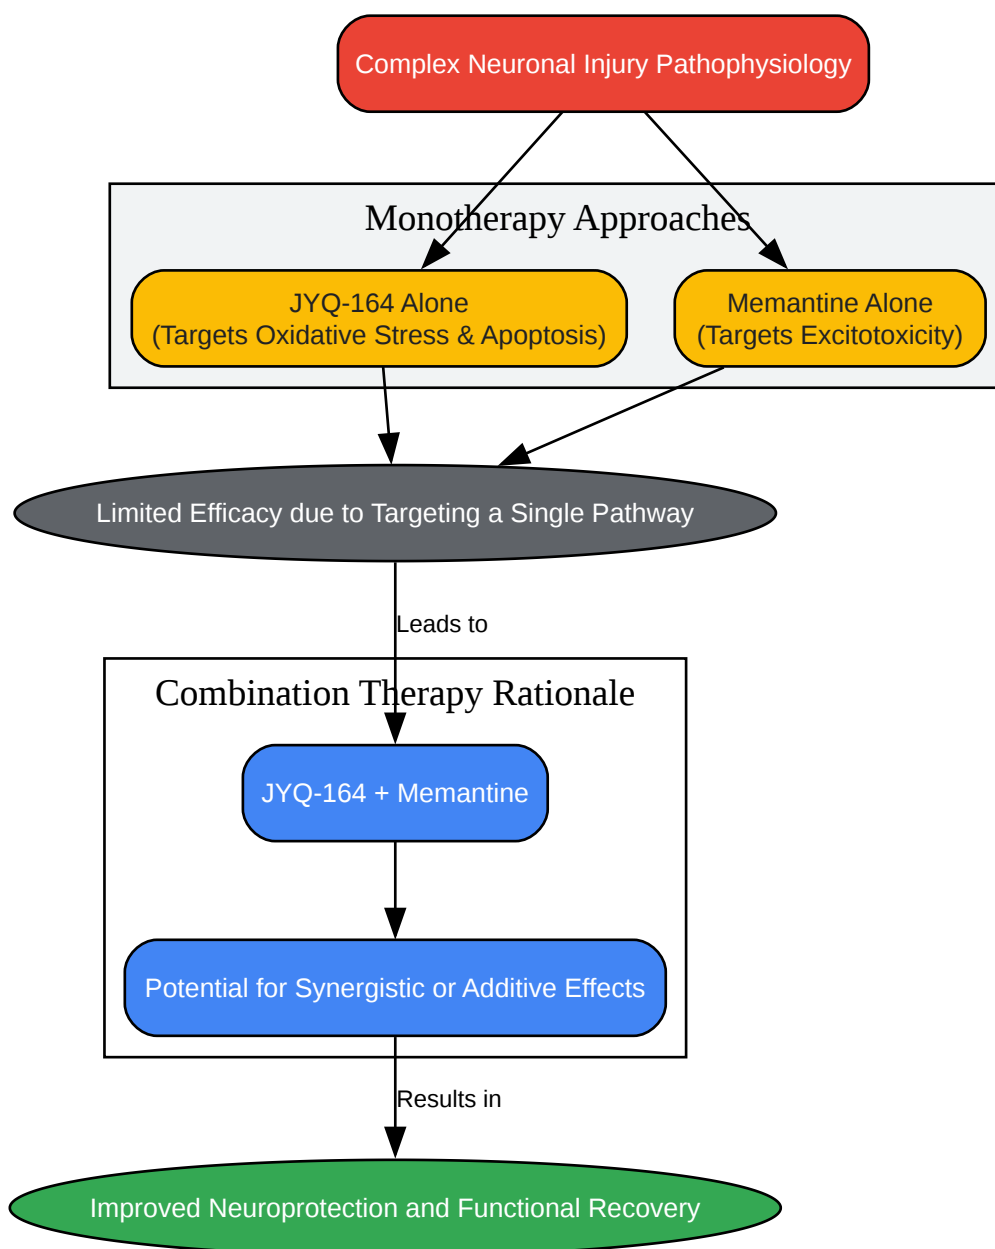 Complex Neuronal Injury Pathophysiology
Monotherapy Approaches
JYQ-164 Alone
(Targets Oxidative Stress & Apoptosis)
Memantine Alone
(Targets Excitotoxicity)
Limited Efficacy due to Targeting a Single Pathway
Leads to
Combination Therapy Rationale
JYQ-164 + Memantine
Potential for Synergistic or Additive Effects
Results in
Improved Neuroprotection and Functional Recovery